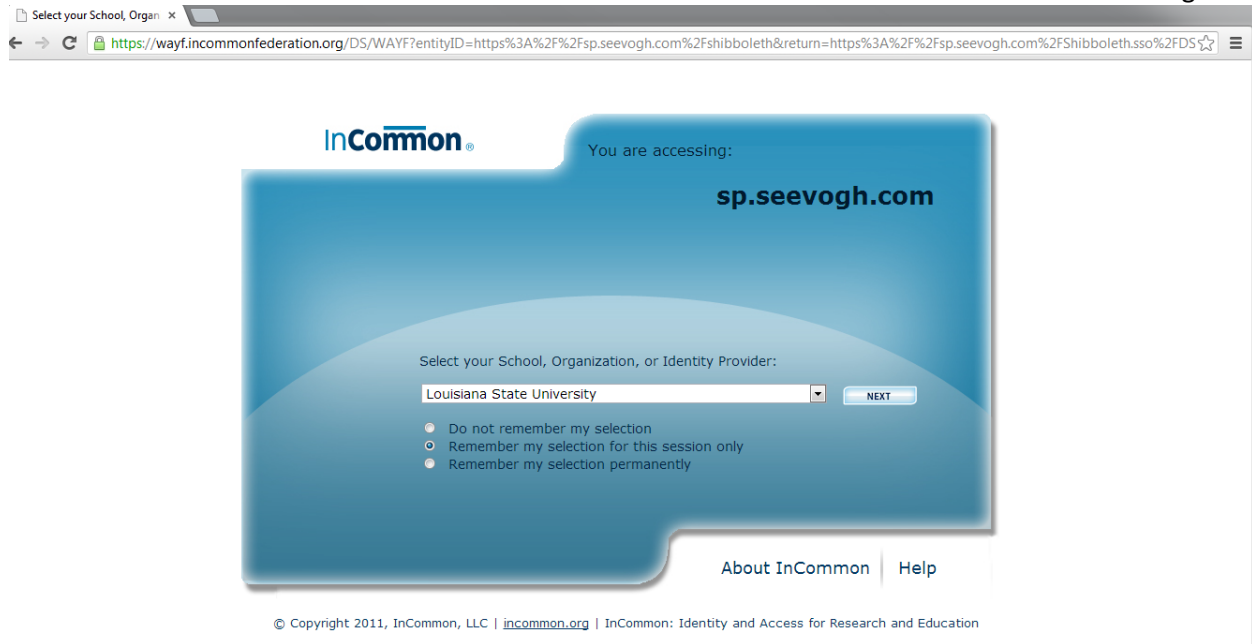 Select your School, Organ ×
https://wayf.incommonfederation.org/DS/WAYF?entityID=https%3A%2F%2Fsp.seevogh.com%2Fshibboleth&return=https%3A%2F%2Fsp.seevogh.com%2FShibboleth.sso%2FDS
InCommon®
You are accessing:
sp.seevogh.com
Select your School, Organization, or Identity Provider:
Louisiana State University
NEXT
Do not remember my selection
Remember my selection for this session only
Remember my selection permanently
About InCommon
Help
© Copyright 2011, InCommon, LLC | incommon.org | InCommon: Identity and Access for Research and Education